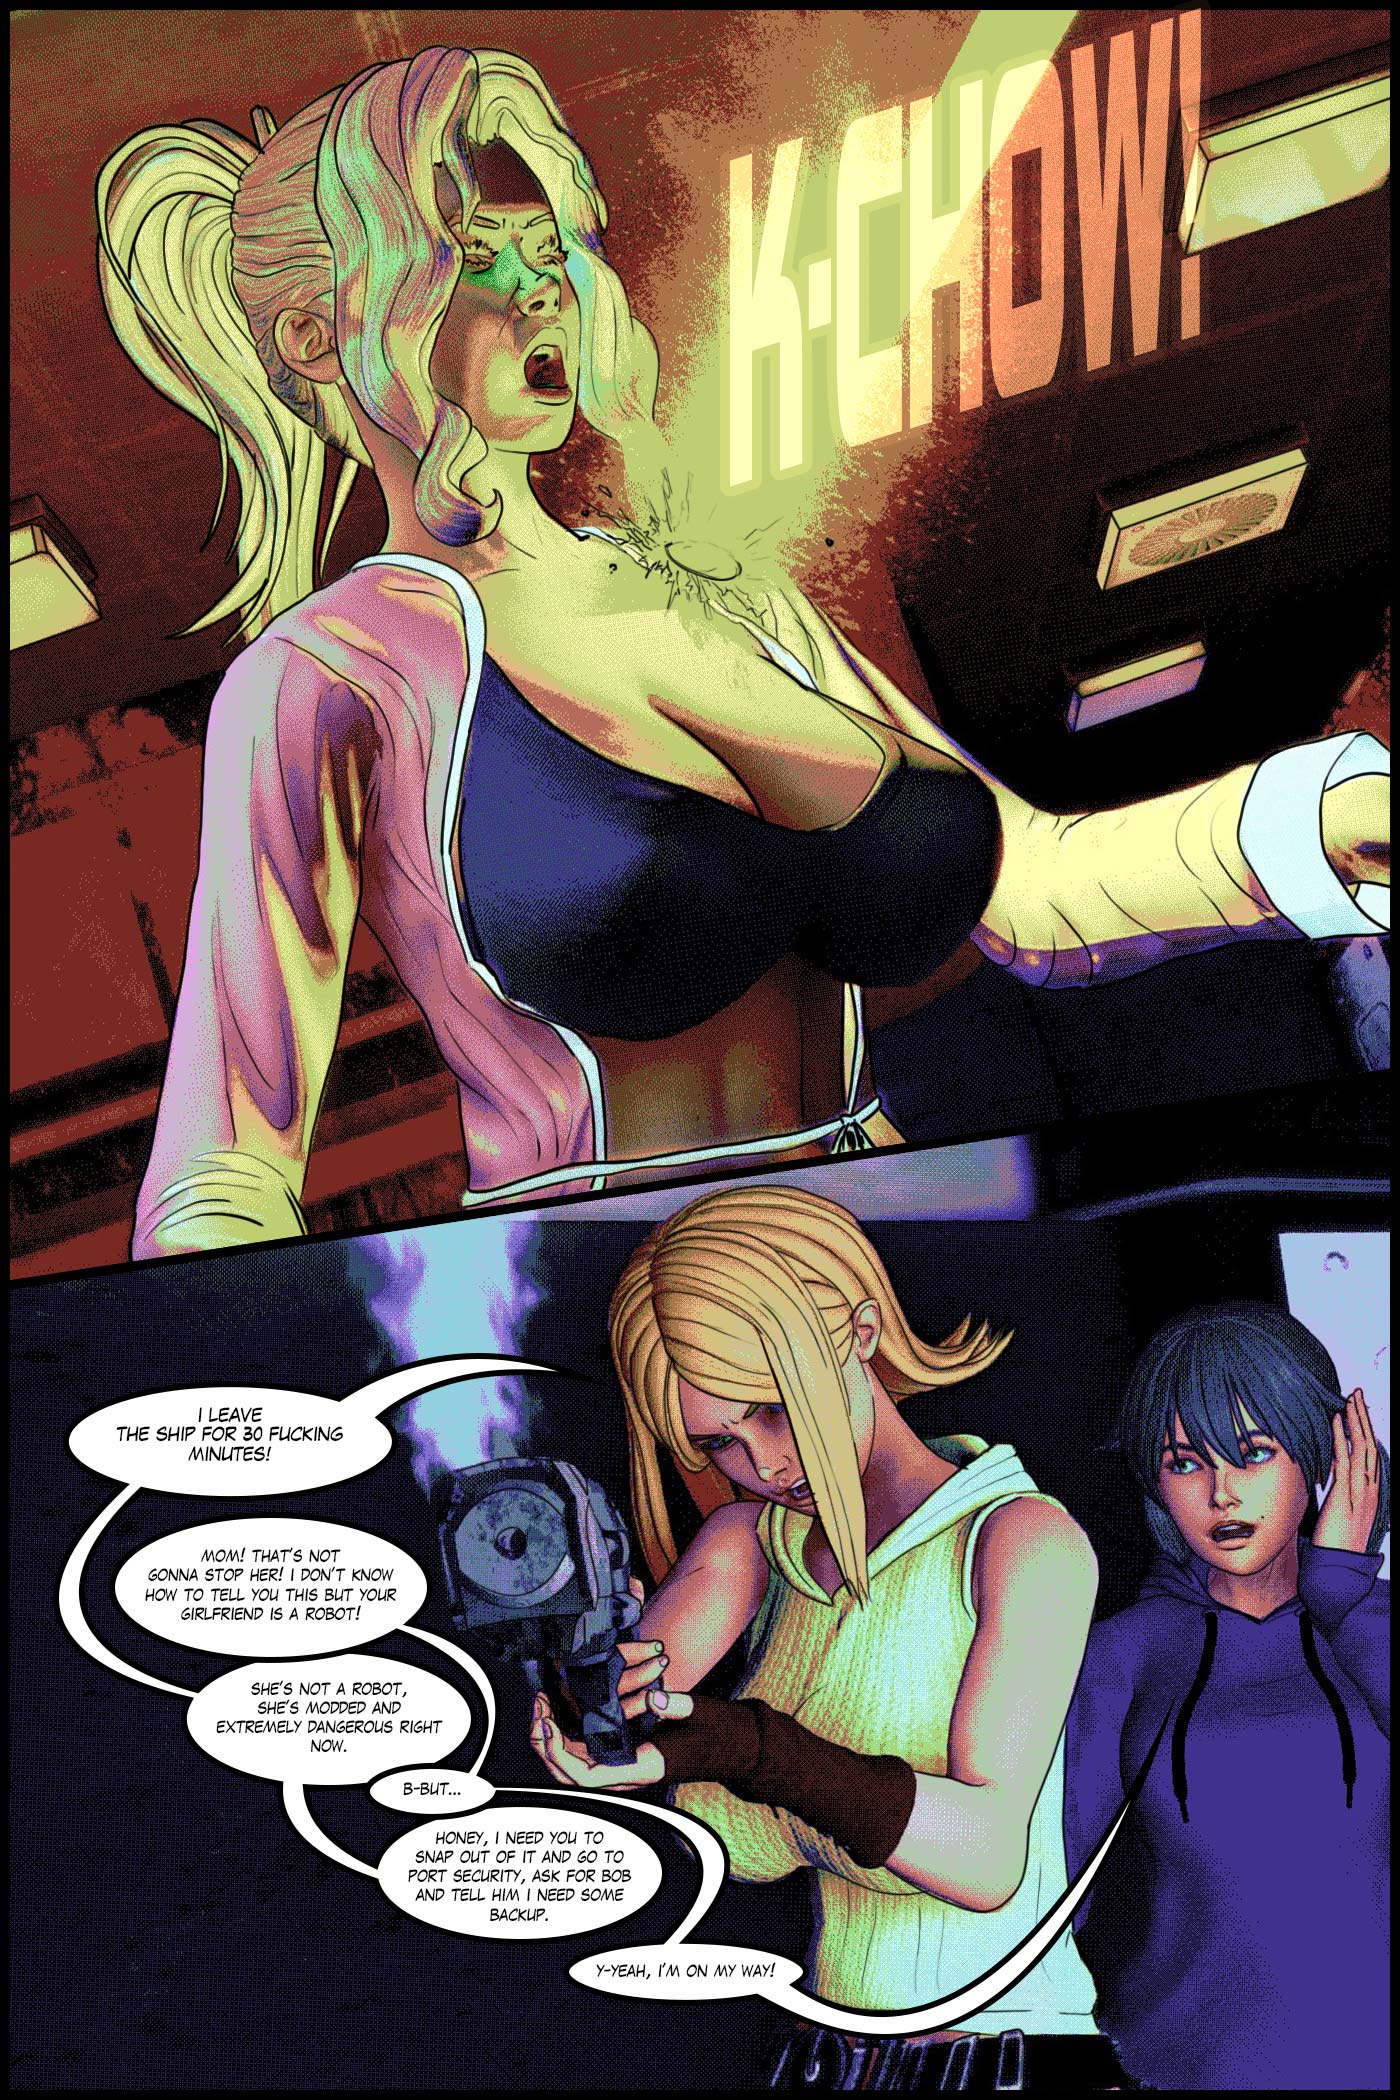 K-CHOW!
I LEAVE
THE SHIP FOR 30 FUCKING
MINUTES!
MOM! THAT'S NOT
GONNA STOP HER! I DON'T KNOW
HOW TO TELL YOU THIS BUT YOUR
GIRLFRIEND IS A ROBOT!
SHE'S NOT A ROBOT,
SHE'S MODDED AND
EXTREMELY DANGEROUS RIGHT
NOW.
B-BUT...
HONEY, I NEED YOU TO
SNAP OUT OF IT AND GO TO
PORT SECURITY, ASK FOR BOB
AND TELL HIM I NEED SOME
BACKUP.
Y-YEAH, I'M ON MY WAY!